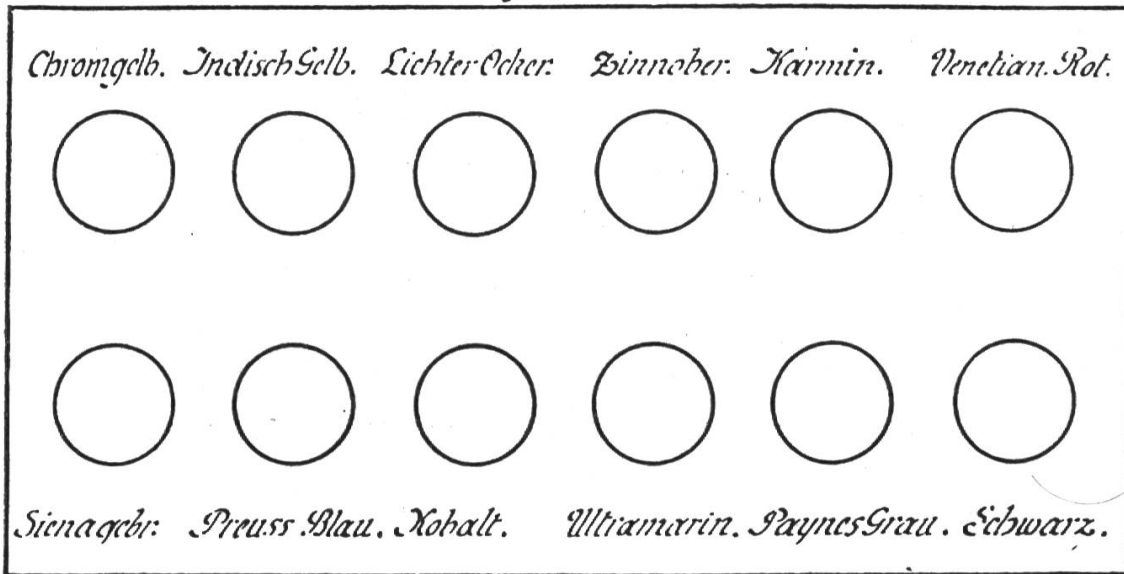 Chromgelb. Indisch Gelb. Lichter Ocker. Zinnober. Karmin. Venetian. Rot.
Sienagebr. Preuss Blau. Kobalt. Ultramarin. Paynes Grau. Schwarz.